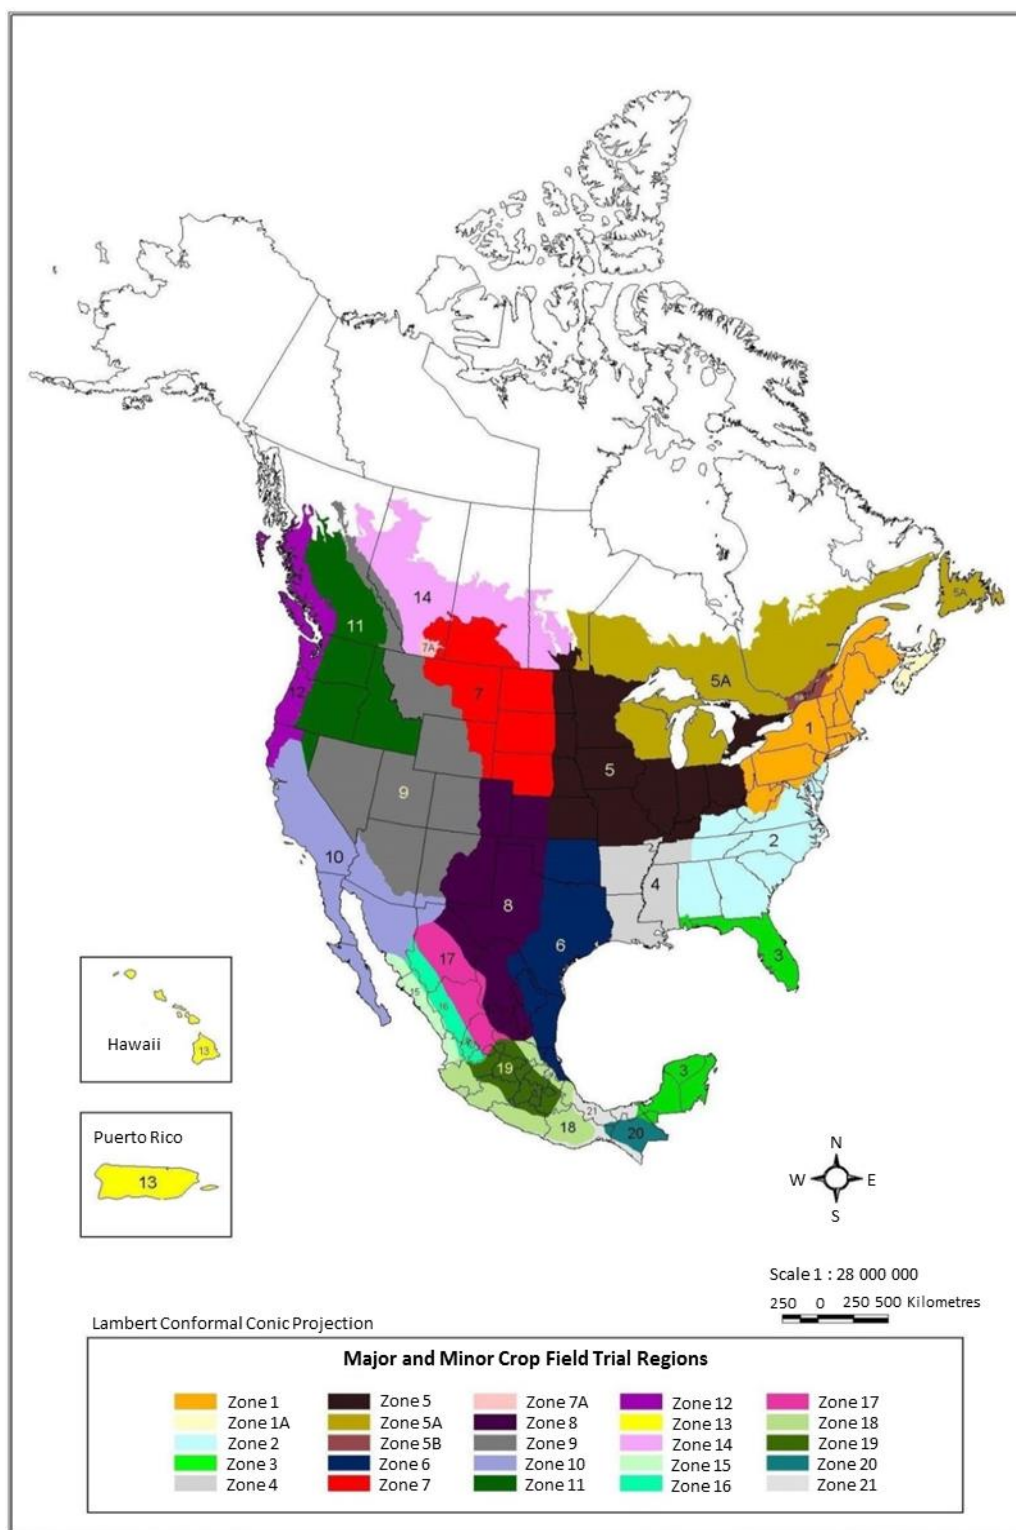 14
11
7A
5A
5A
1A
12
7
1
5
9
2
10
4
8
6
3
17
15
16
Hawaii
13
19
3
21
18
20
Puerto Rico
13
N
W E
S
Scale 1 : 28 000 000
250 0 250 500 Kilometres
Lambert Conformal Conic Projection
Major and Minor Crop Field Trial Regions
Zone 1 Zone 5 Zone 7A Zone 12 Zone 17
Zone 1A Zone 5A Zone 8 Zone 13 Zone 18
Zone 2 Zone 5B Zone 9 Zone 14 Zone 19
Zone 3 Zone 6 Zone 10 Zone 15 Zone 20
Zone 4 Zone 7 Zone 11 Zone 16 Zone 21